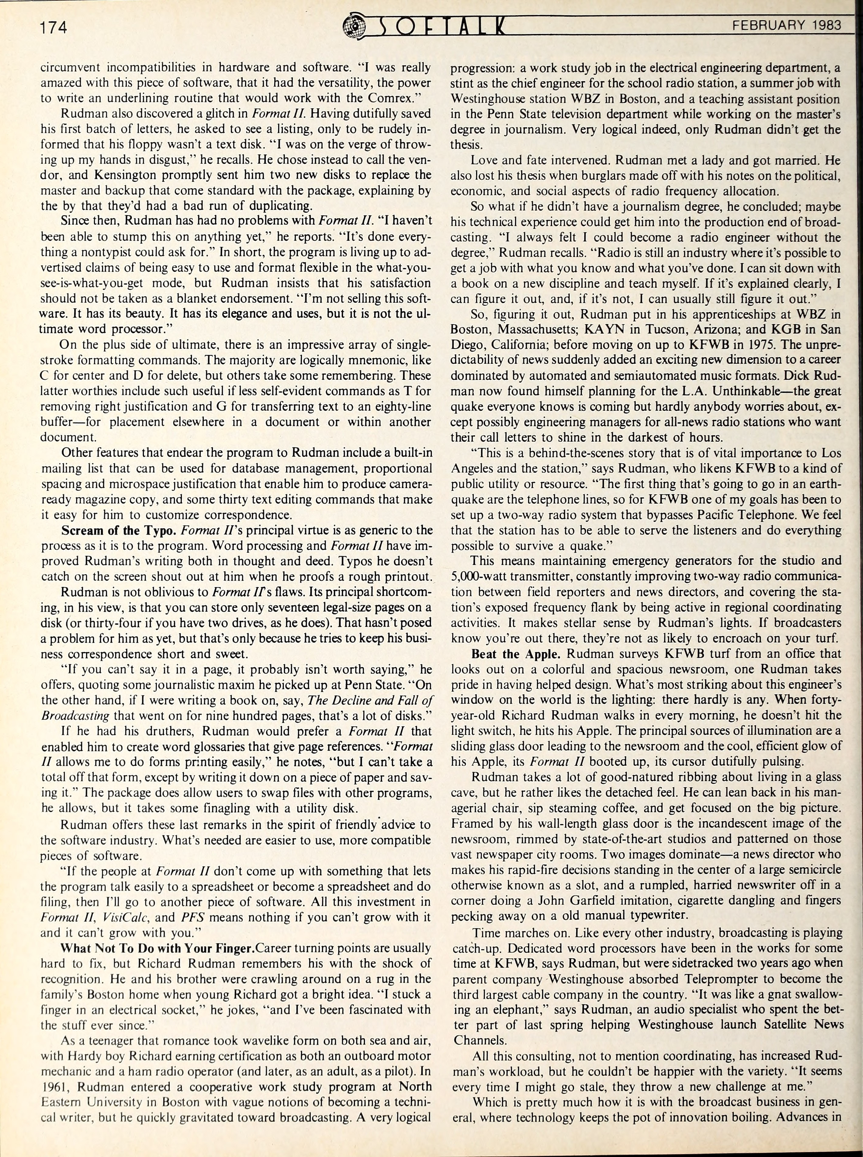 174
SOFTALK
FEBRUARY 1983
circumvent incompatibilities in hardware and software. “I was really
amazed with this piece of software, that it had the versatility, the power
to write an underlining routine that would work with the Comrex.”
Rudman also discovered a glitch in Format II. Having dutifully saved
his first batch of letters, he asked to see a listing, only to be rudely in-
formed that his floppy wasn’t a text disk. “I was on the verge of throw-
ing up my hands in disgust,” he recalls. He chose instead to call the ven-
dor, and Kensington promptly sent him two new disks to replace the
master and backup that come standard with the package, explaining by
the by that they’d had a bad run of duplicating.
Since then, Rudman has had no problems with Format II. “I haven’t
been able to stump this on anything yet,” he reports. “It’s done every-
thing a nontypist could ask for.” In short, the program is living up to ad-
vertised claims of being easy to use and format flexible in the what-you-
see-is-what-you-get mode, but Rudman insists that his satisfaction
should not be taken as a blanket endorsement. “I’m not selling this soft-
ware. It has its beauty. It has its elegance and uses, but it is not the ul-
timate word processor.”
On the plus side of ultimate, there is an impressive array of single-
stroke formatting commands. The majority are logically mnemonic, like
C for center and D for delete, but others take some remembering. These
latter worthies include such useful if less self-evident commands as T for
removing right justification and G for transferring text to an eighty-line
buffer—for placement elsewhere in a document or within another
document.
Other features that endear the program to Rudman include a built-in
mailing list that can be used for database management, proportional
spacing and microspace justification that enable him to produce camera-
ready magazine copy, and some thirty text editing commands that make
it easy for him to customize correspondence.
Scream of the Typo. Format II’s principal virtue is as generic to the
process as it is to the program. Word processing and Format II have im-
proved Rudman’s writing both in thought and deed. Typos he doesn’t
catch on the screen shout out at him when he proofs a rough printout.
Rudman is not oblivious to Format II’s flaws. Its principal shortcom-
ing, in his view, is that you can store only seventeen legal-size pages on a
disk (or thirty-four if you have two drives, as he does). That hasn’t posed
a problem for him as yet, but that’s only because he tries to keep his busi-
ness correspondence short and sweet.
“If you can’t say it in a page, it probably isn’t worth saying,” he
offers, quoting some journalistic maxim he picked up at Penn State. “On
the other hand, if I were writing a book on, say, The Decline and Fall of
Broadcasting that went on for nine hundred pages, that’s a lot of disks.”
If he had his druthers, Rudman would prefer a Format II that
enabled him to create word glossaries that give page references. “Format
II allows me to do forms printing easily,” he notes, “but I can’t take a
total off that form, except by writing it down on a piece of paper and sav-
ing it.” The package does allow users to swap files with other programs,
he allows, but it takes some finagling with a utility disk.
Rudman offers these last remarks in the spirit of friendly advice to
the software industry. What’s needed are easier to use, more compatible
pieces of software.
“If the people at Format II don’t come up with something that lets
the program talk easily to a spreadsheet or become a spreadsheet and do
filing, then I’ll go to another piece of software. All this investment in
Format II, VisiCalc, and PFS means nothing if you can’t grow with it
and it can’t grow with you.”
What Not To Do with Your Finger.Career turning points are usually
hard to fix, but Richard Rudman remembers his with the shock of
recognition. He and his brother were crawling around on a rug in the
family’s Boston home when young Richard got a bright idea. “I stuck a
finger in an electrical socket,” he jokes, “and I’ve been fascinated with
the stuff ever since.”
As a teenager that romance took wavelike form on both sea and air,
with Hardy boy Richard earning certification as both an outboard motor
mechanic and a ham radio operator (and later, as an adult, as a pilot). In
1961, Rudman entered a cooperative work study program at North
Eastern University in Boston with vague notions of becoming a techni-
cal writer, but he quickly gravitated toward broadcasting. A very logical
progression: a work study job in the electrical engineering department, a
stint as the chief engineer for the school radio station, a summer job with
Westinghouse station WBZ in Boston, and a teaching assistant position
in the Penn State television department while working on the master’s
degree in journalism. Very logical indeed, only Rudman didn’t get the
thesis.
Love and fate intervened. Rudman met a lady and got married. He
also lost his thesis when burglars made off with his notes on the political,
economic, and social aspects of radio frequency allocation.
So what if he didn’t have a journalism degree, he concluded; maybe
his technical experience could get him into the production end of broad-
casting. “I always felt I could become a radio engineer without the
degree,” Rudman recalls. “Radio is still an industry where it’s possible to
get a job with what you know and what you’ve done. I can sit down with
a book on a new discipline and teach myself. If it’s explained clearly, I
can figure it out, and, if it’s not, I can usually still figure it out.”
So, figuring it out, Rudman put in his apprenticeships at WBZ in
Boston, Massachusetts; KAYN in Tucson, Arizona; and KGB in San
Diego, California; before moving on up to KFWB in 1975. The unpre-
dictability of news suddenly added an exciting new dimension to a career
dominated by automated and semiautomated music formats. Dick Rud-
man now found himself planning for the L.A. Unthinkable—the great
quake everyone knows is coming but hardly anybody worries about, ex-
cept possibly engineering managers for all-news radio stations who want
their call letters to shine in the darkest of hours.
“This is a behind-the-scenes story that is of vital importance to Los
Angeles and the station,” says Rudman, who likens KFWB to a kind of
public utility or resource. “The first thing that’s going to go in an earth-
quake are the telephone lines, so for KFWB one of my goals has been to
set up a two-way radio system that bypasses Pacific Telephone. We feel
that the station has to be able to serve the listeners and do everything
possible to survive a quake.”
This means maintaining emergency generators for the studio and
5,000-watt transmitter, constantly improving two-way radio communica-
tion between field reporters and news directors, and covering the sta-
tion’s exposed frequency flank by being active in regional coordinating
activities. It makes stellar sense by Rudman’s lights. If broadcasters
know you’re out there, they’re not as likely to encroach on your turf.
Beat the Apple. Rudman surveys KFWB turf from an office that
looks out on a colorful and spacious newsroom, one Rudman takes
pride in having helped design. What’s most striking about this engineer’s
window on the world is the lighting: there hardly is any. When forty-
year-old Richard Rudman walks in every morning, he doesn’t hit the
light switch, he hits his Apple. The principal sources of illumination are a
sliding glass door leading to the newsroom and the cool, efficient glow of
his Apple, its Format II booted up, its cursor dutifully pulsing.
Rudman takes a lot of good-natured ribbing about living in a glass
cave, but he rather likes the detached feel. He can lean back in his man-
agerial chair, sip steaming coffee, and get focused on the big picture.
Framed by his wall-length glass door is the incandescent image of the
newsroom, rimmed by state-of-the-art studios and patterned on those
vast newspaper city rooms. Two images dominate—a news director who
makes his rapid-fire decisions standing in the center of a large semicircle
otherwise known as a slot, and a rumpled, harried newswriter off in a
corner doing a John Garfield imitation, cigarette dangling and fingers
pecking away on a old manual typewriter.
Time marches on. Like every other industry, broadcasting is playing
catch-up. Dedicated word processors have been in the works for some
time at KFWB, says Rudman, but were sidetracked two years ago when
parent company Westinghouse absorbed Teleprompter to become the
third largest cable company in the country. “It was like a gnat swallow-
ing an elephant,” says Rudman, an audio specialist who spent the bet-
ter part of last spring helping Westinghouse launch Satellite News
Channels.
All this consulting, not to mention coordinating, has increased Rud-
man’s workload, but he couldn’t be happier with the variety. “It seems
every time I might go stale, they throw a new challenge at me.”
Which is pretty much how it is with the broadcast business in gen-
eral, where technology keeps the pot of innovation boiling. Advances in